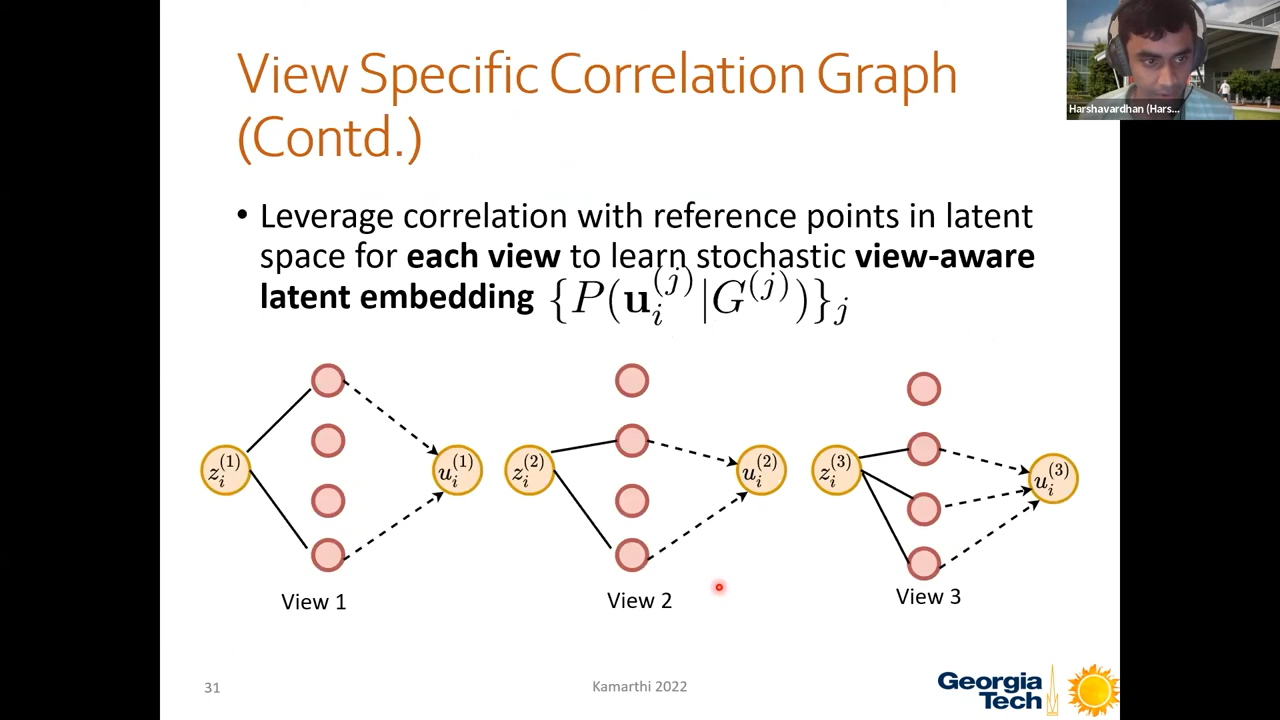 View Specific Correlation Graph
(Contd.)
Harshavardhan (Hars...
• Leverage correlation with reference points in latent
space for each view to learn stochastic view-aware
latent embedding {P(u_i^{(j)}|G^{(j)})}_j
z_i^{(1)} u_i^{(1)} z_i^{(2)} u_i^{(2)} z_i^{(3)} u_i^{(3)}
View 1 View 2 View 3
31 Kamarthi 2022 Georgia
Tech